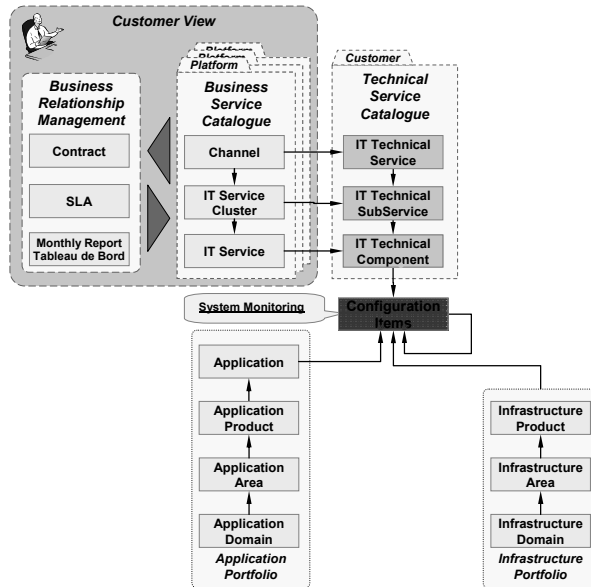 Customer View
Platform
Platform
Platform
Customer
Business
Relationship
Management
Business
Service
Catalogue
Technical
Service
Catalogue
Contract
Channel
IT Technical
Service
SLA
IT Service
Cluster
IT Technical
SubService
Monthly Report
Tableau de Bord
IT Service
IT Technical
Component
System Monitoring
Configuration
Items
Application
Application
Product
Infrastructure
Product
Application
Area
Infrastructure
Area
Application
Domain
Infrastructure
Domain
Application
Portfolio
Infrastructure
Portfolio